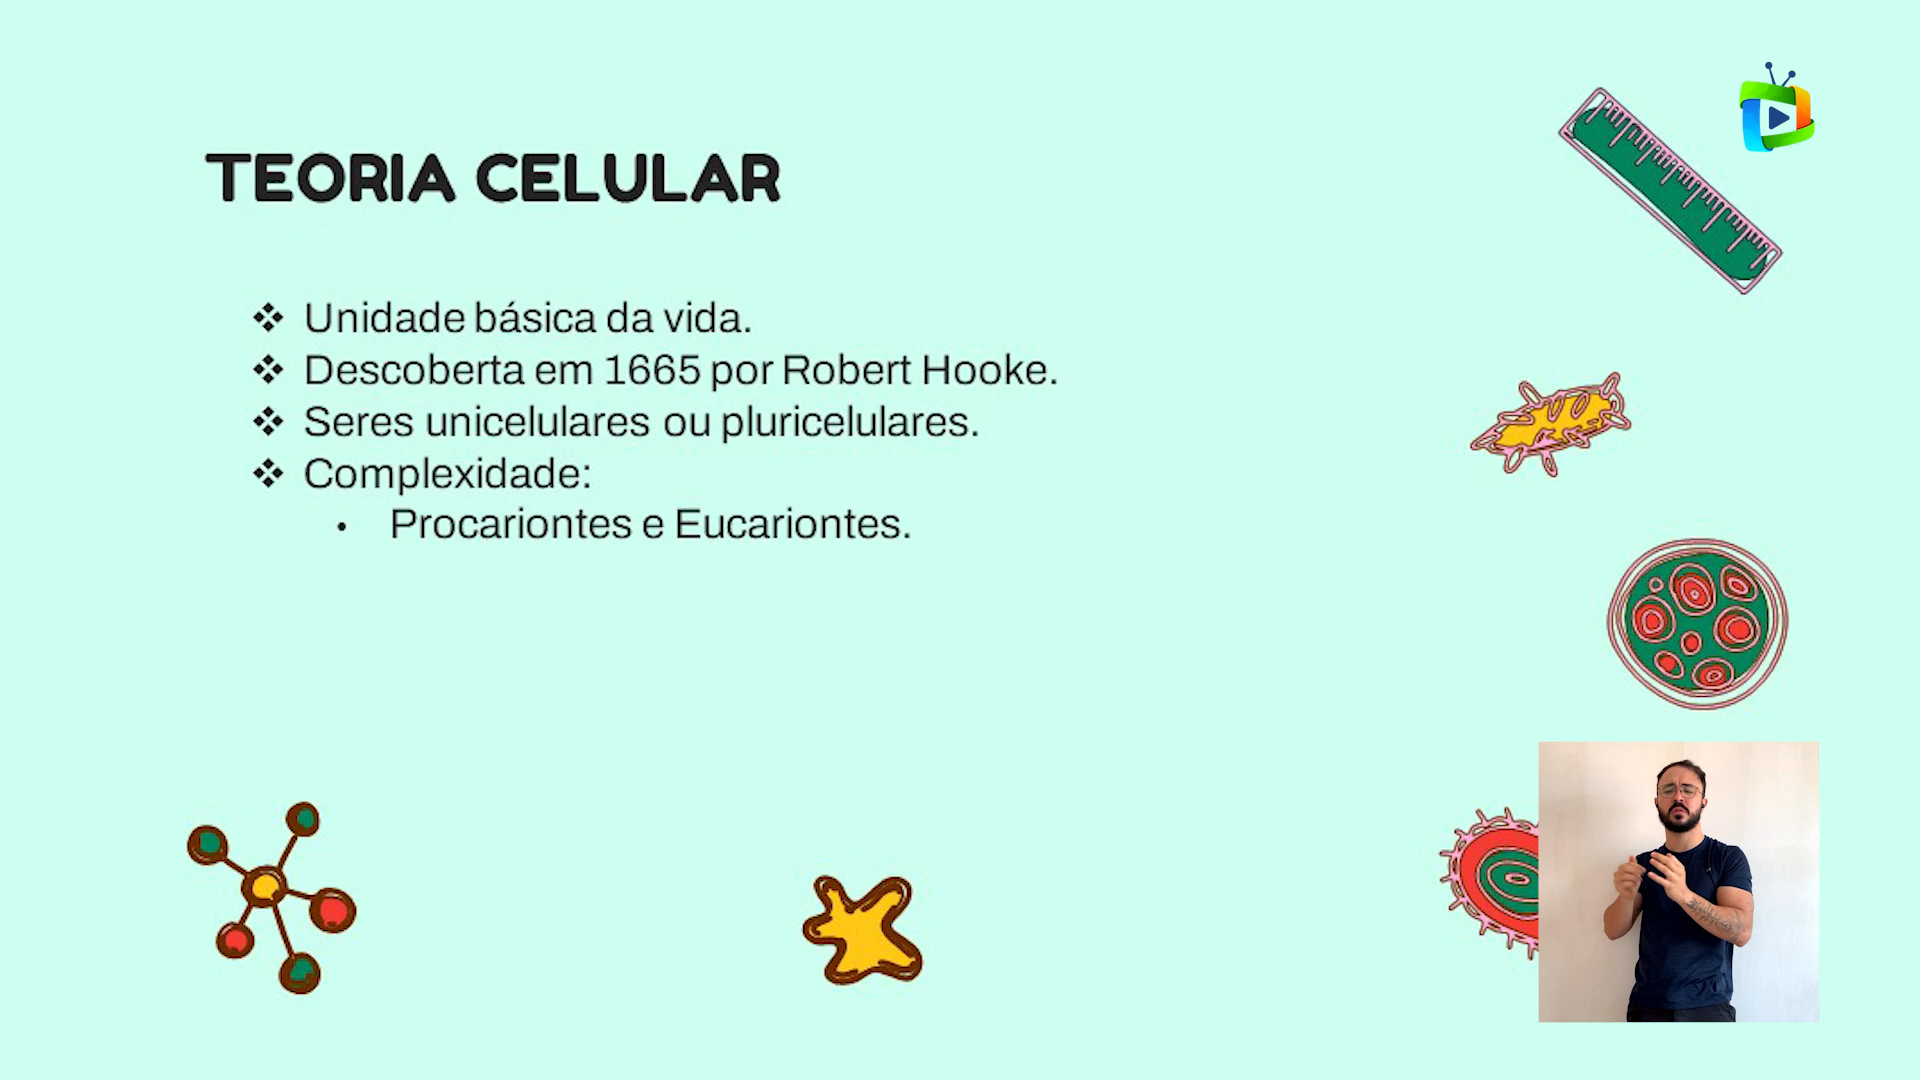 TEORIA CELULAR
❖ Unidade básica da vida.
❖ Descoberta em 1665 por Robert Hooke.
❖ Seres unicelulares ou pluricelulares.
❖ Complexidade:
• Procariontes e Eucariontes.